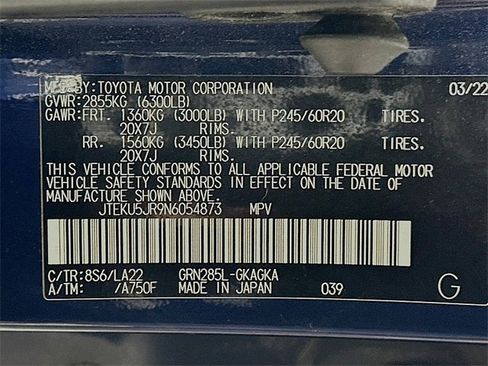 MFD BY: TOYOTA MOTOR CORPORATION 03/22
GVWR: 2855KG (6300LB)
GAWR: FRT. 1360KG (3000LB) WITH P245/60R20 TIRES.
20X7J RIMS.
RR. 1560KG (3450LB) WITH P245/60R20 TIRES.
20X7J RIMS.
THIS VEHICLE CONFORMS TO ALL APPLICABLE FEDERAL MOTOR
VEHICLE SAFETY STANDARDS IN EFFECT ON THE DATE OF
MANUFACTURE SHOWN ABOVE.
JTEKU5JR9N6054873 MPV
C/TR: 8S6/LA22 GRN285L-GKAGKA
A/TM: /A750F MADE IN JAPAN 039 G